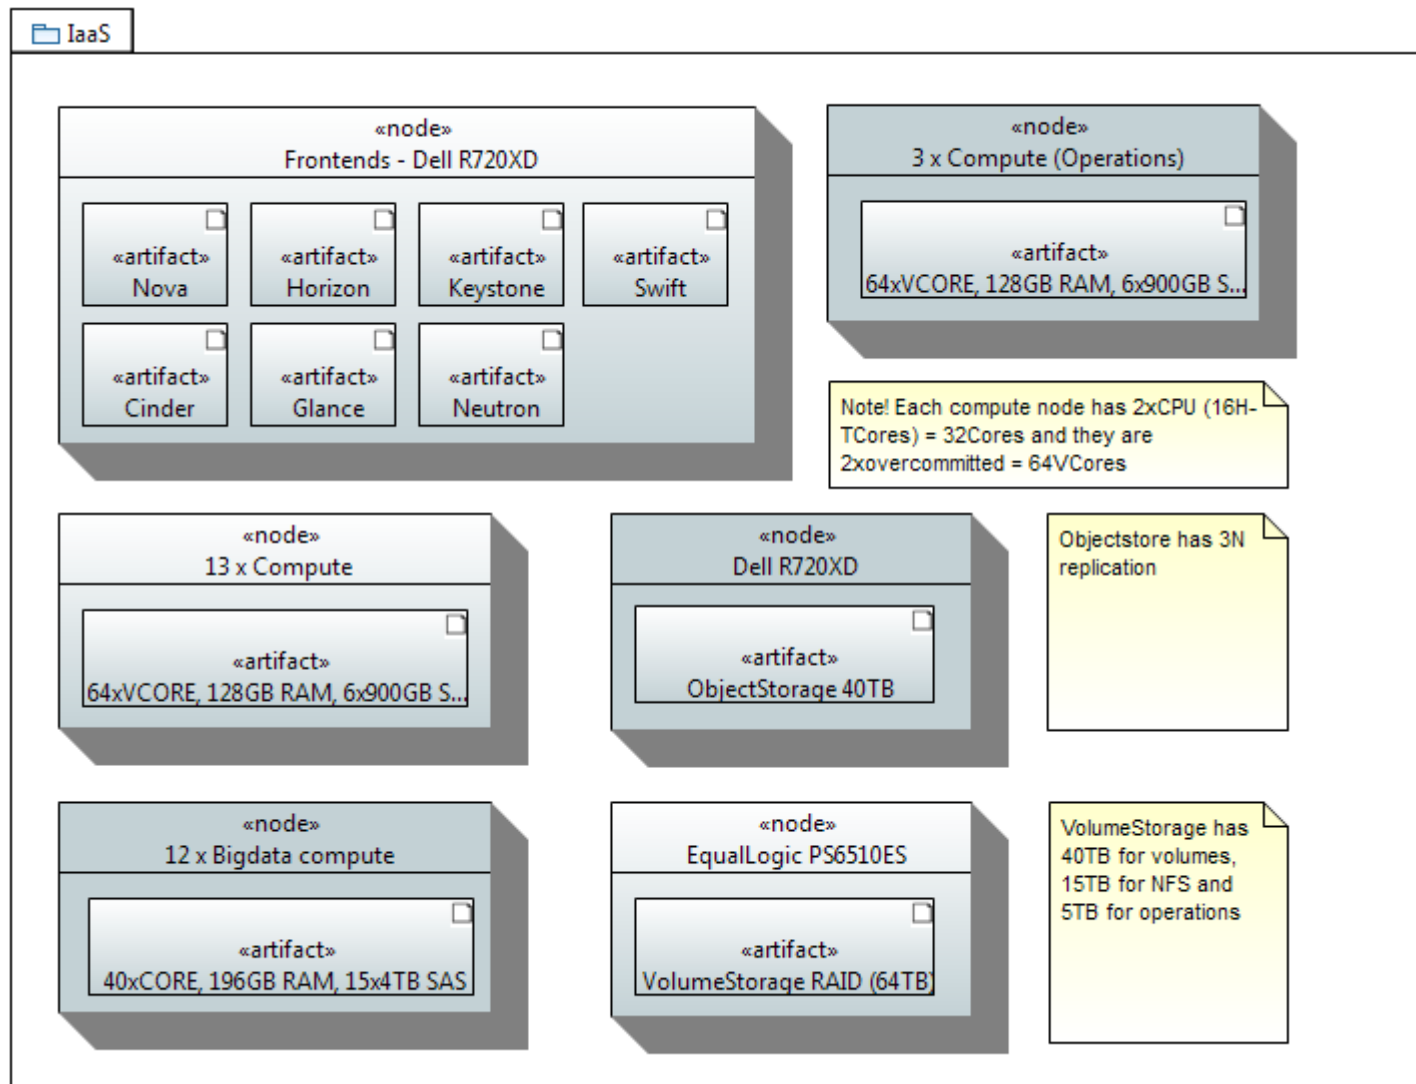 IaaS
«node»
Frontends - Dell R720XD
«artifact»
Nova
«artifact»
Horizon
«artifact»
Keystone
«artifact»
Swift
«artifact»
Cinder
«artifact»
Glance
«artifact»
Neutron
«node»
3 x Compute (Operations)
«artifact»
64xVCORE, 128GB RAM, 6x900GB S...
Note! Each compute node has 2xCPU (16H-
TCores) = 32Cores and they are
2xovercommitted = 64VCores
«node»
13 x Compute
«artifact»
64xVCORE, 128GB RAM, 6x900GB S...
«node»
Dell R720XD
«artifact»
ObjectStorage 40TB
Objectstore has 3N
replication
«node»
12 x Bigdata compute
«artifact»
40xCORE, 196GB RAM, 15x4TB SAS
«node»
EqualLogic PS6510ES
«artifact»
VolumeStorage RAID (64TB)
VolumeStorage has
40TB for volumes,
15TB for NFS and
5TB for operations